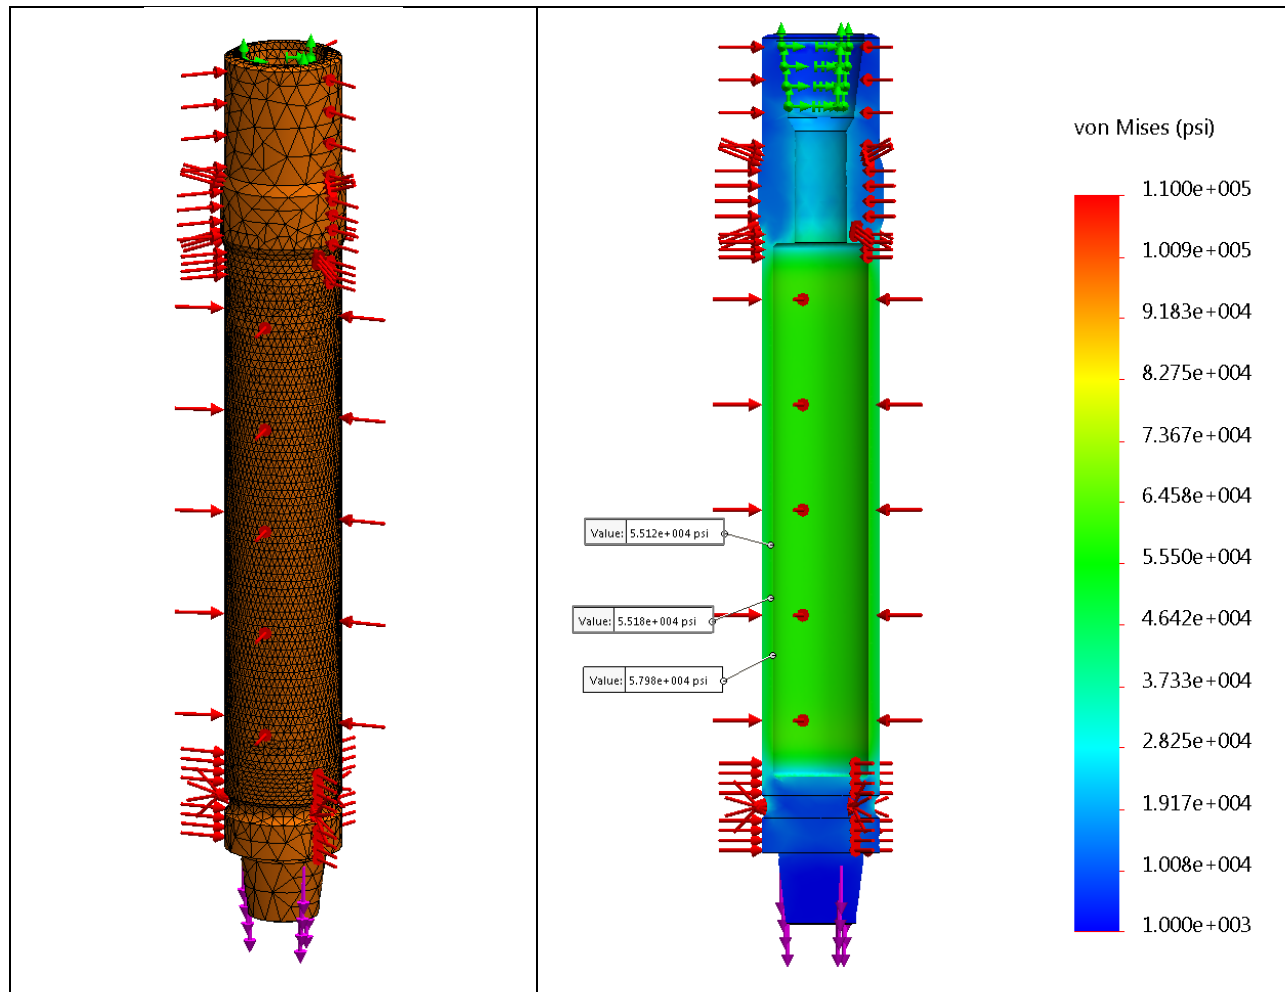 von Mises (psi)
1.100e+005
1.009e+005
9.183e+004
8.275e+004
7.367e+004
6.458e+004
5.550e+004
4.642e+004
3.733e+004
2.825e+004
1.917e+004
1.008e+004
1.000e+003
Value: 5.512e+004 psi
Value: 5.518e+004 psi
Value: 5.798e+004 psi